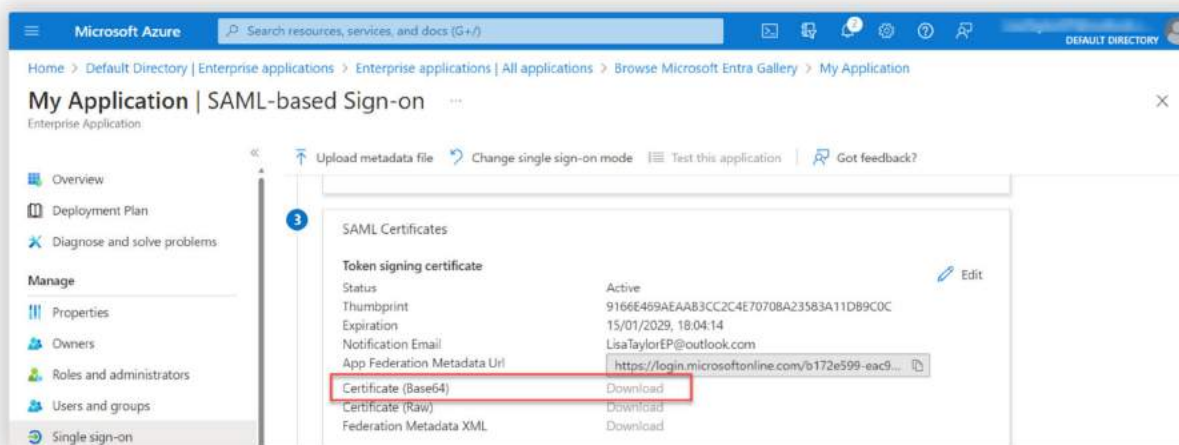 Microsoft Azure
Search resources, services, and docs (G+/)
2
DEFAULT DIRECTORY
Home > Default Directory | Enterprise applications > Enterprise applications | All applications > Browse Microsoft Entra Gallery > My Application
My Application | SAML-based Sign-on ...
Enterprise Application
Upload metadata file Change single sign-on mode Test this application Got feedback?
Overview
Deployment Plan
Diagnose and solve problems
Manage
Properties
Owners
Roles and administrators
Users and groups
Single sign-on
3
SAML Certificates
Token signing certificate
Edit
Status Active
Thumbprint 9166E469AEAAB3CC2C4E70708A23583A11DB9C0C
Expiration 15/01/2029, 18:04:14
Notification Email LisaTaylorEP@outlook.com
App Federation Metadata Url https://login.microsoftonline.com/b172e599-eac9...
Certificate (Base64) Download
Certificate (Raw) Download
Federation Metadata XML Download